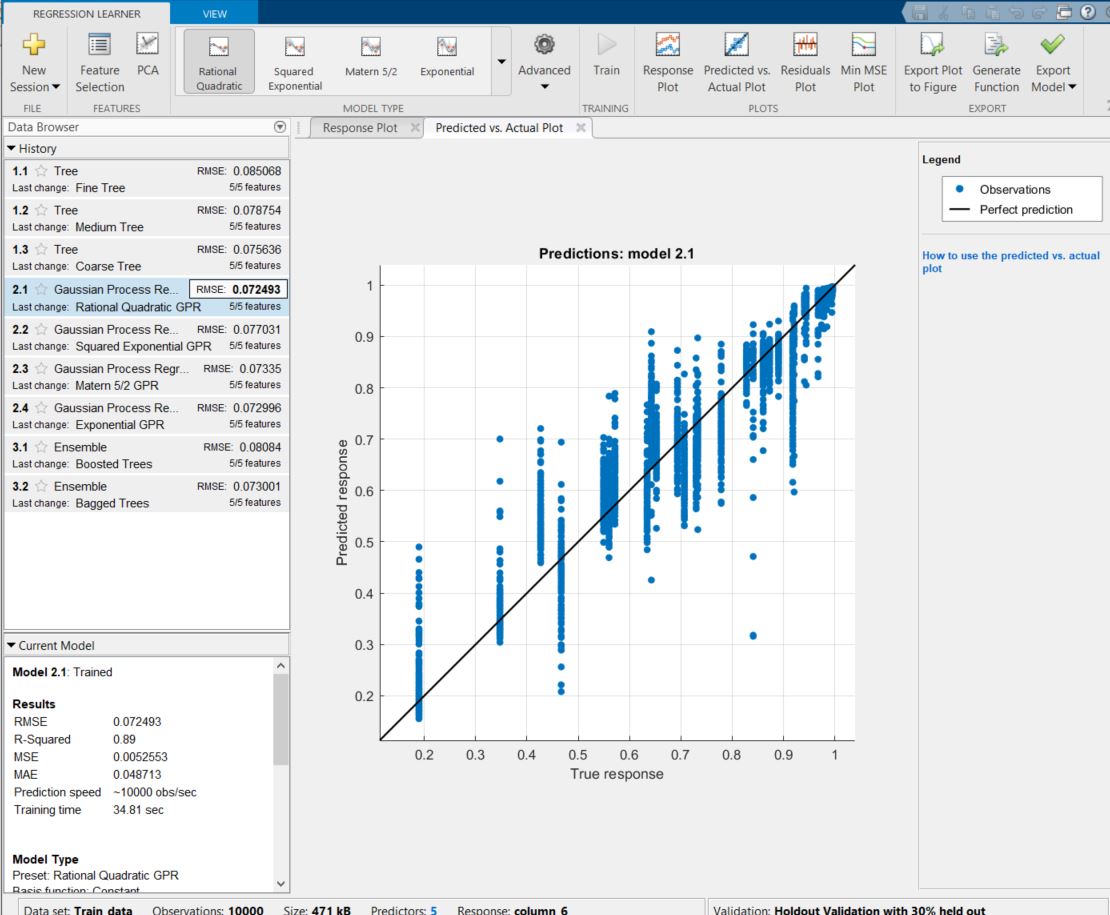 REGRESSION LEARNER VIEW
New Session
Feature Selection
PCA
Rational Quadratic
Squared Exponential
Matern 5/2
Exponential
Advanced
Train
Response Plot
Predicted vs. Actual Plot
Residuals Plot
Min MSE Plot
Export Plot to Figure
Generate Function
Export Model
FILE FEATURES MODEL TYPE TRAINING PLOTS EXPORT
Data Browser
Response Plot Predicted vs. Actual Plot
History
1.1 Tree RMSE: 0.085068
Last change: Fine Tree 5/5 features
1.2 Tree RMSE: 0.078754
Last change: Medium Tree 5/5 features
1.3 Tree RMSE: 0.075636
Last change: Coarse Tree 5/5 features
2.1 Gaussian Process Re... RMSE: 0.072493
Last change: Rational Quadratic GPR 5/5 features
2.2 Gaussian Process Re... RMSE: 0.077031
Last change: Squared Exponential GPR 5/5 features
2.3 Gaussian Process Regr... RMSE: 0.07335
Last change: Matern 5/2 GPR 5/5 features
2.4 Gaussian Process Re... RMSE: 0.072996
Last change: Exponential GPR 5/5 features
3.1 Ensemble RMSE: 0.08084
Last change: Boosted Trees 5/5 features
3.2 Ensemble RMSE: 0.073001
Last change: Bagged Trees 5/5 features
Current Model
Model 2.1: Trained
Results
RMSE 0.072493
R-Squared 0.89
MSE 0.0052553
MAE 0.048713
Prediction speed ~10000 obs/sec
Training time 34.81 sec
Model Type
Preset: Rational Quadratic GPR
Basis function: Constant
Predictions: model 2.1
1
0.9
0.8
0.7
0.6
0.5
0.4
0.3
0.2
Predicted response
0.2 0.3 0.4 0.5 0.6 0.7 0.8 0.9 1
True response
Legend
Observations
Perfect prediction
How to use the predicted vs. actual
plot
Data set: Train_data Observations: 10000 Size: 471 kB Predictors: 5 Response: column_6 Validation: Holdout Validation with 30% held out